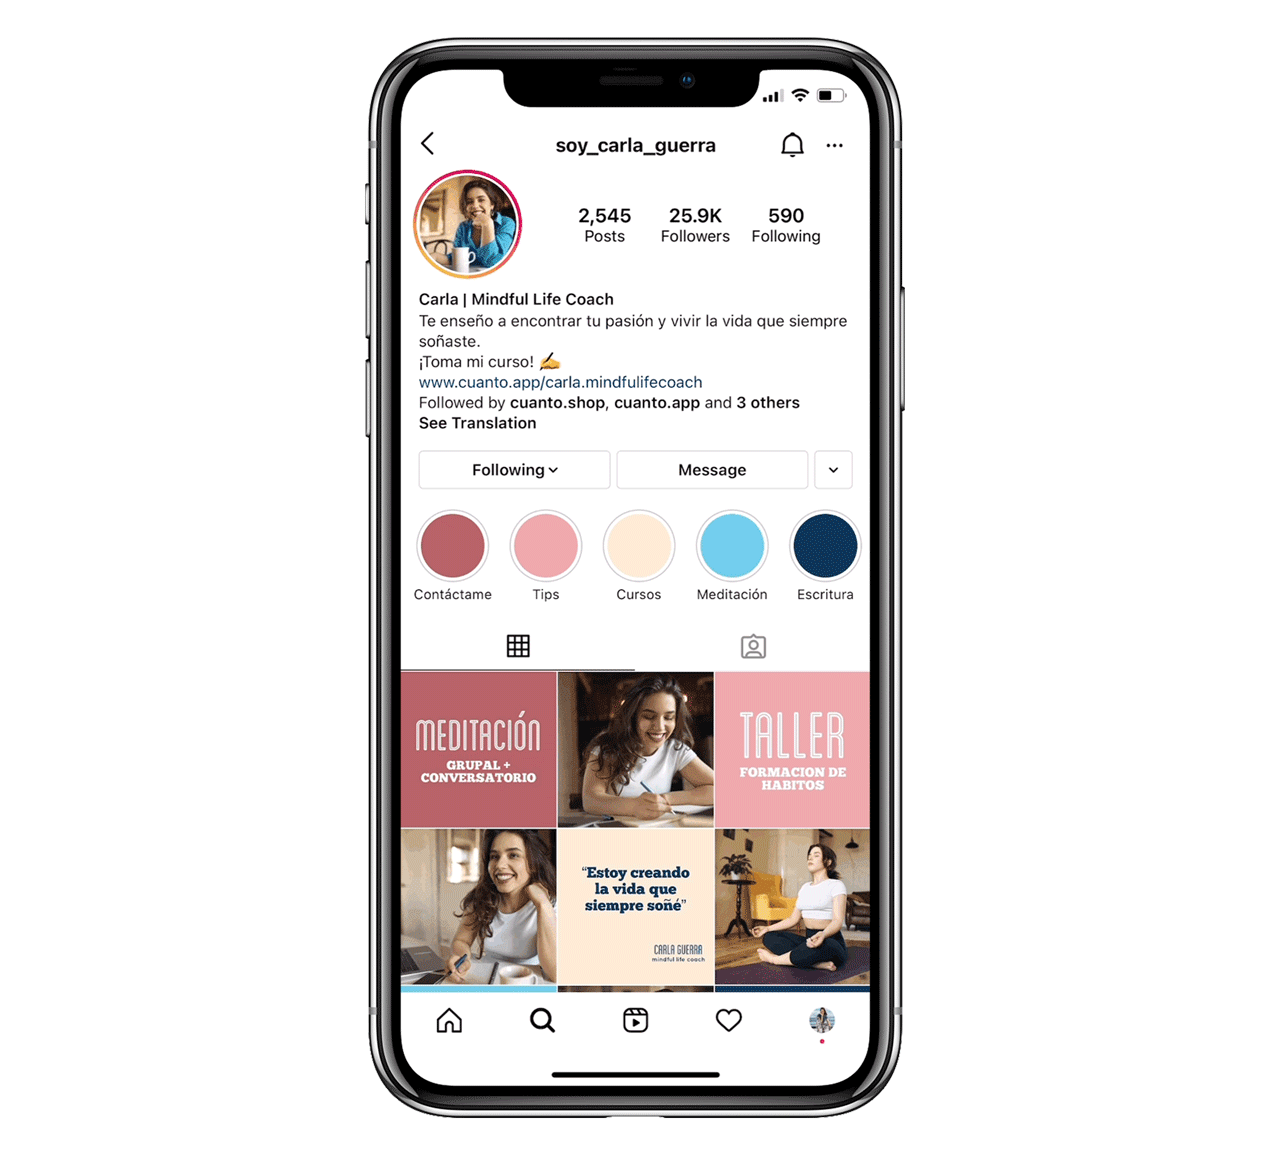 soy_carla_guerra
2,545 25.9K 590
Posts Followers Following
Carla | Mindful Life Coach
Te enseño a encontrar tu pasión y vivir la vida que siempre
soñaste.
¡Toma mi curso! ✍️
www.cuanto.app/carla.mindfulifecoach
Followed by cuanto.shop, cuanto.app and 3 others
See Translation
Following Message
Contáctame Tips Cursos Meditación Escritura
MEDITACIÓN
GRUPAL +
CONVERSATORIO
TALLER
FORMACION DE
HABITOS
“Estoy creando
la vida que
siempre soñé”
CARLA GUERRA
mindful life coach